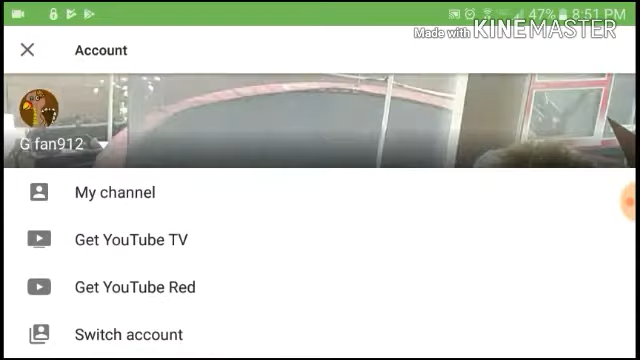 47% 8:51 PM
Made with KINEMASTER
Account
G fan912
My channel
Get YouTube TV
Get YouTube Red
Switch account